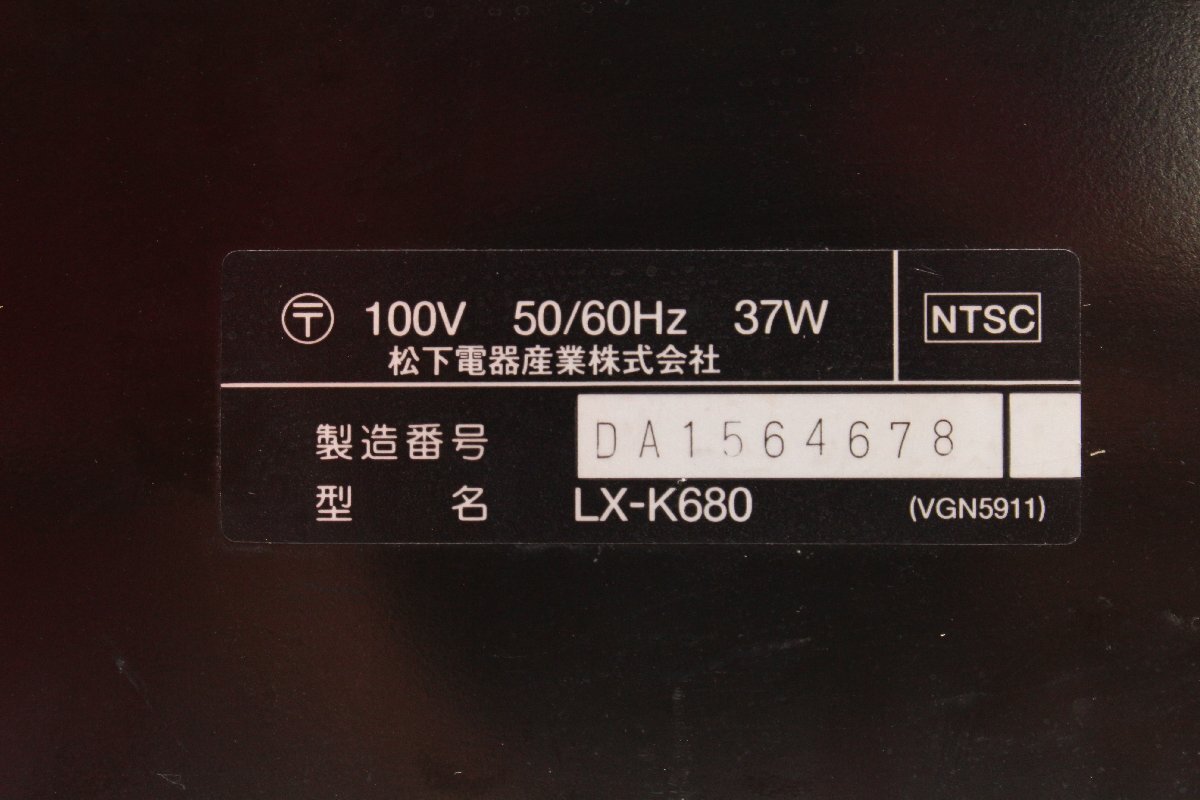 〒 100V 50/60Hz 37W
松下電器産業株式会社
NTSC
製造番号 DA1564678
型名 LX-K680 (VGN5911)